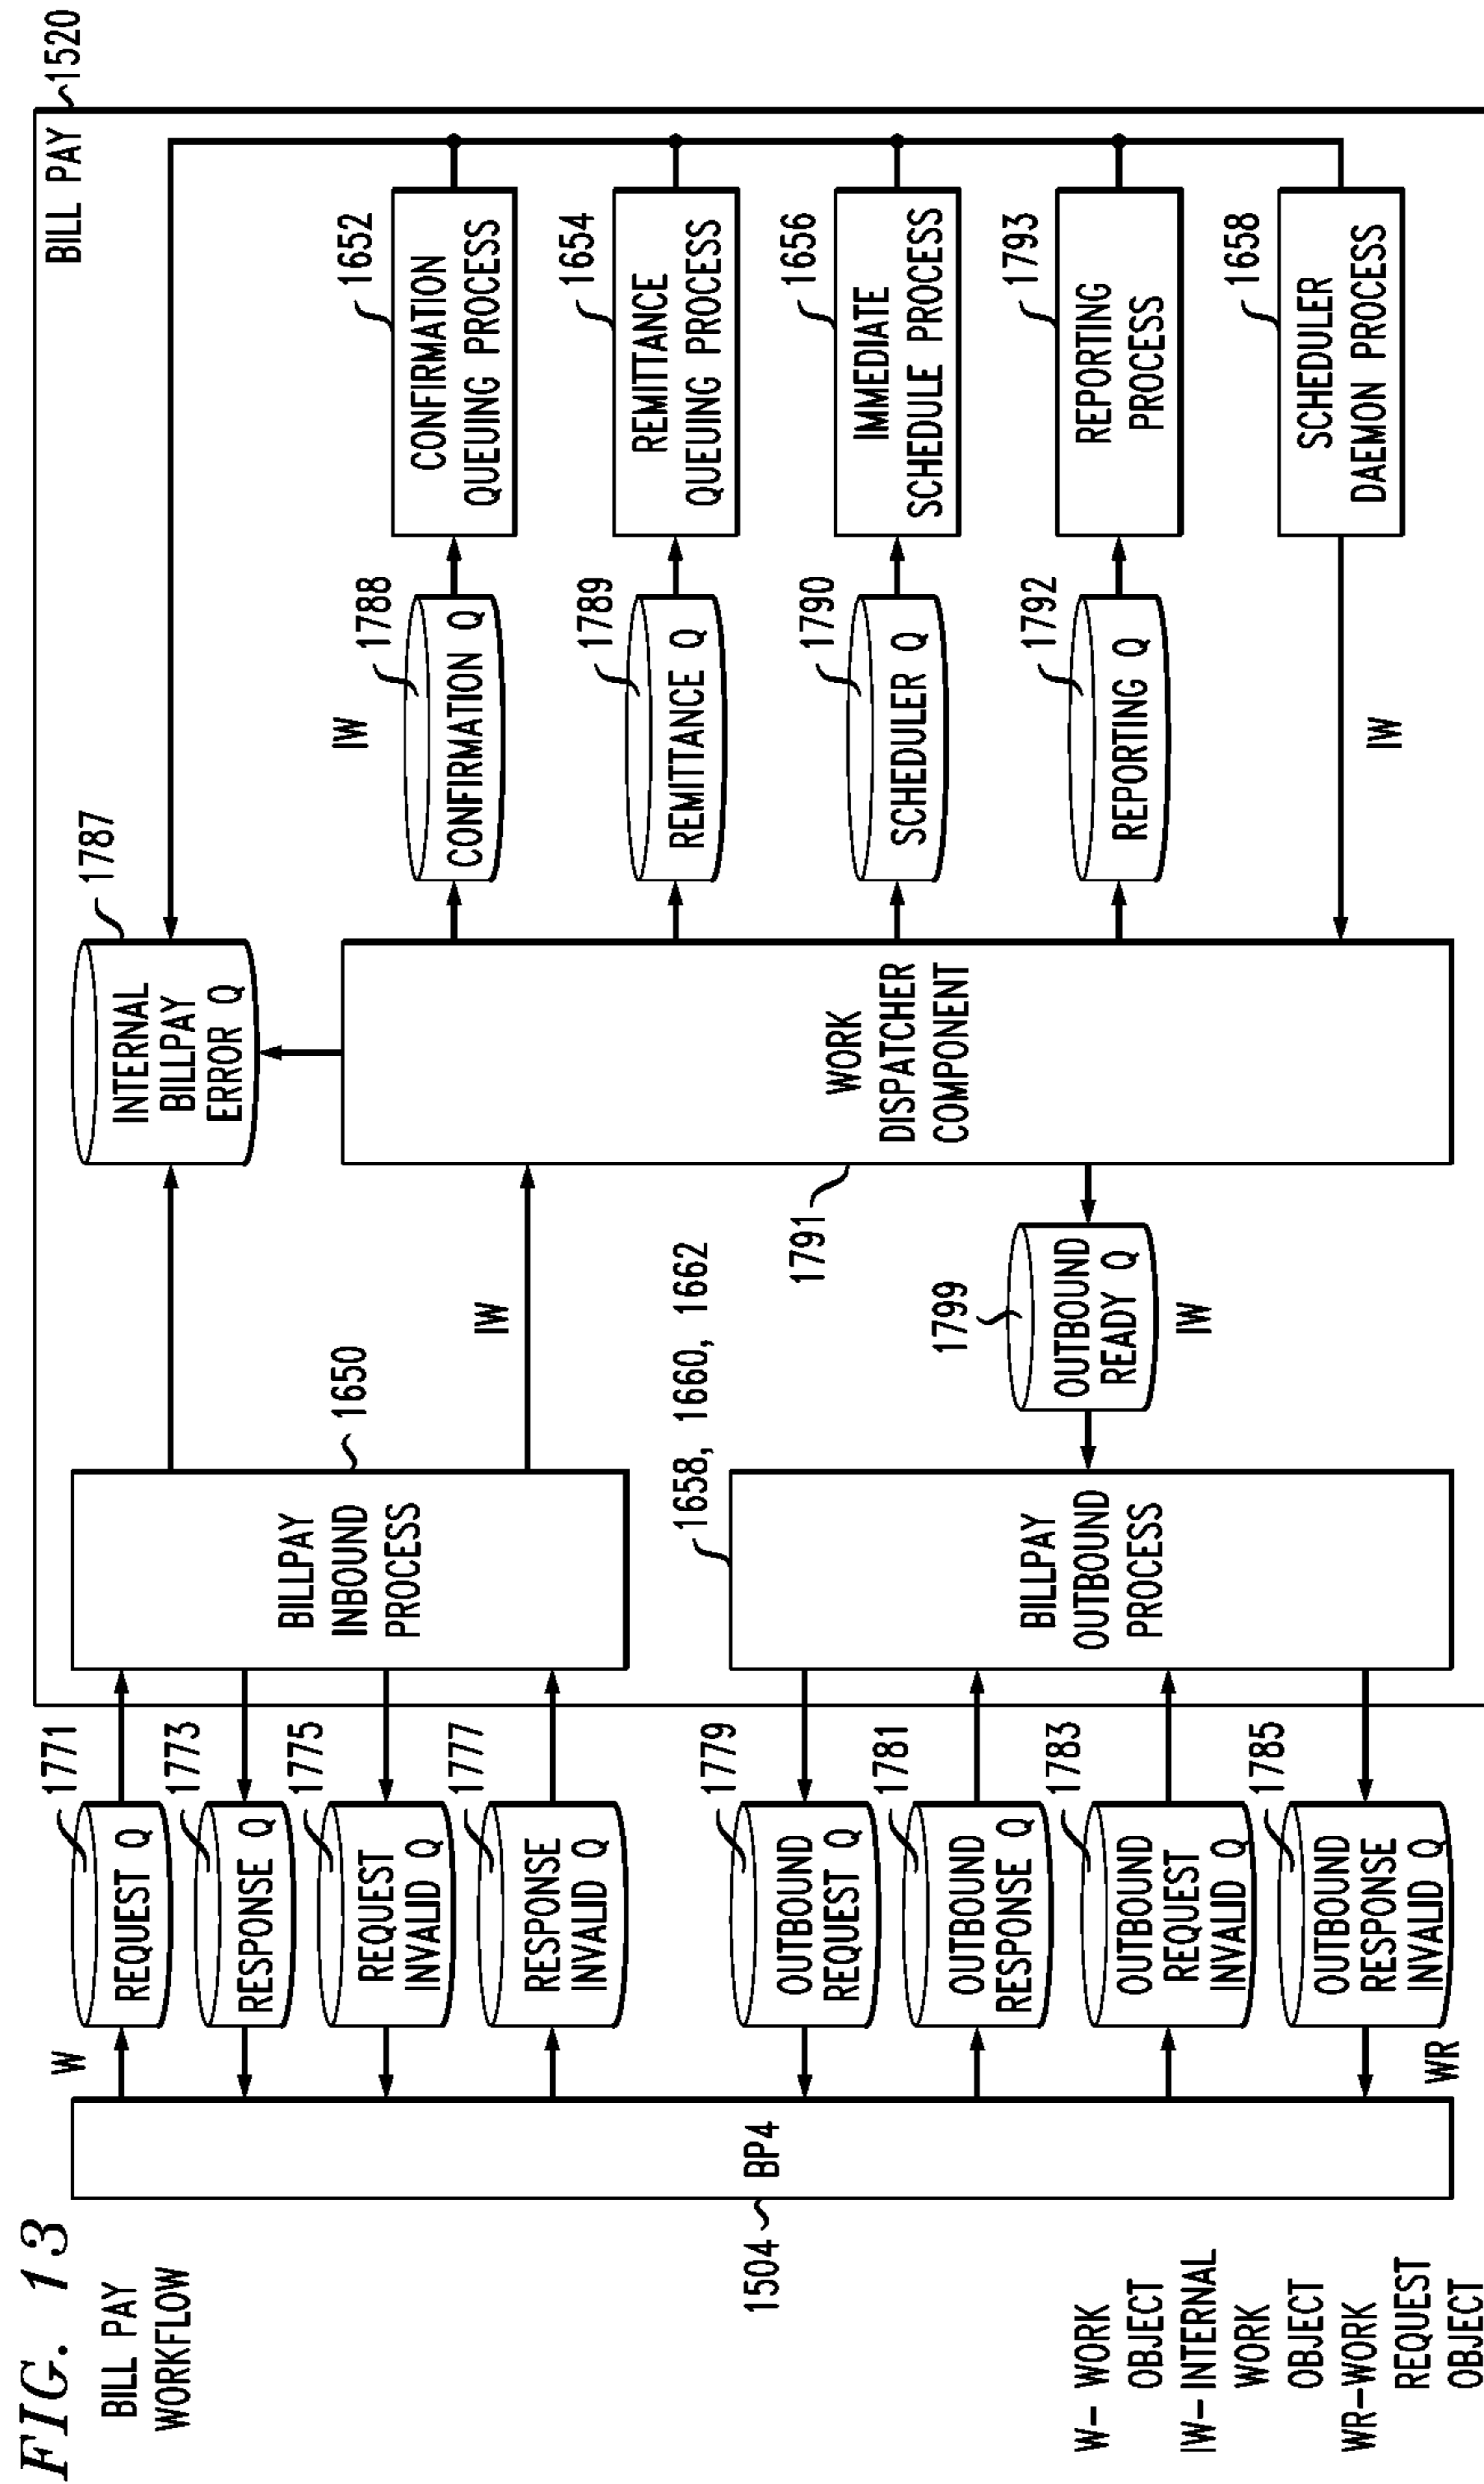 FIG. 13
BILL PAY
WORKFLOW
W- WORK
OBJECT
IW-INTERNAL
WORK
OBJECT
WR-WORK
REQUEST
OBJECT
1504
BP4
W
WR
1771
REQUEST Q
1773
RESPONSE Q
1775
REQUEST
INVALID Q
1777
RESPONSE
INVALID Q
1779
OUTBOUND
REQUEST Q
1781
OUTBOUND
RESPONSE Q
1783
OUTBOUND
REQUEST
INVALID Q
1785
OUTBOUND
RESPONSE
INVALID Q
BILLPAY
INBOUND
PROCESS
1650
IW
BILLPAY
OUTBOUND
PROCESS
1658, 1660, 1662
1799
OUTBOUND
READY Q
IW
1791
WORK
DISPATCHER
COMPONENT
INTERNAL
BILLPAY
ERROR Q
1787
IW
1788
CONFIRMATION Q
1789
REMITTANCE Q
1790
SCHEDULER Q
1792
REPORTING Q
IW
1652
CONFIRMATION
QUEUING PROCESS
1654
REMITTANCE
QUEUING PROCESS
1656
IMMEDIATE
SCHEDULE PROCESS
1793
REPORTING
PROCESS
1658
SCHEDULER
DAEMON PROCESS
BILL PAY
1520